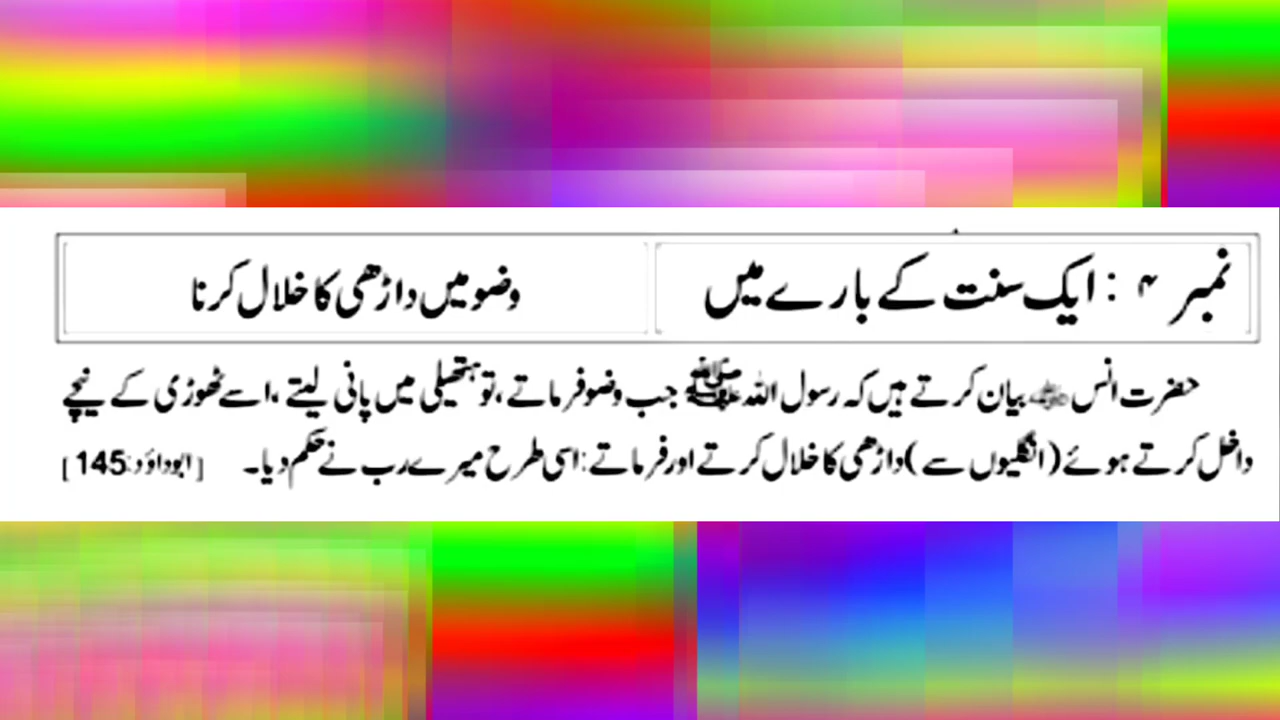 نمبر ۴ : ایک سنت کے بارے میں
وضو میں داڑھی کا خلال کرنا
حضرت انس رضی اللہ عنہ بیان کرتے ہیں کہ رسول اللہ ﷺ جب وضو فرماتے، تو ہتھیلی میں پانی لیتے، اسے ٹھوڑی کے نیچے
داخل کرتے ہوئے (انگلیوں سے) داڑھی کا خلال کرتے اور فرماتے: اسی طرح میرے رب نے حکم دیا۔ [ابوداؤد: 145]